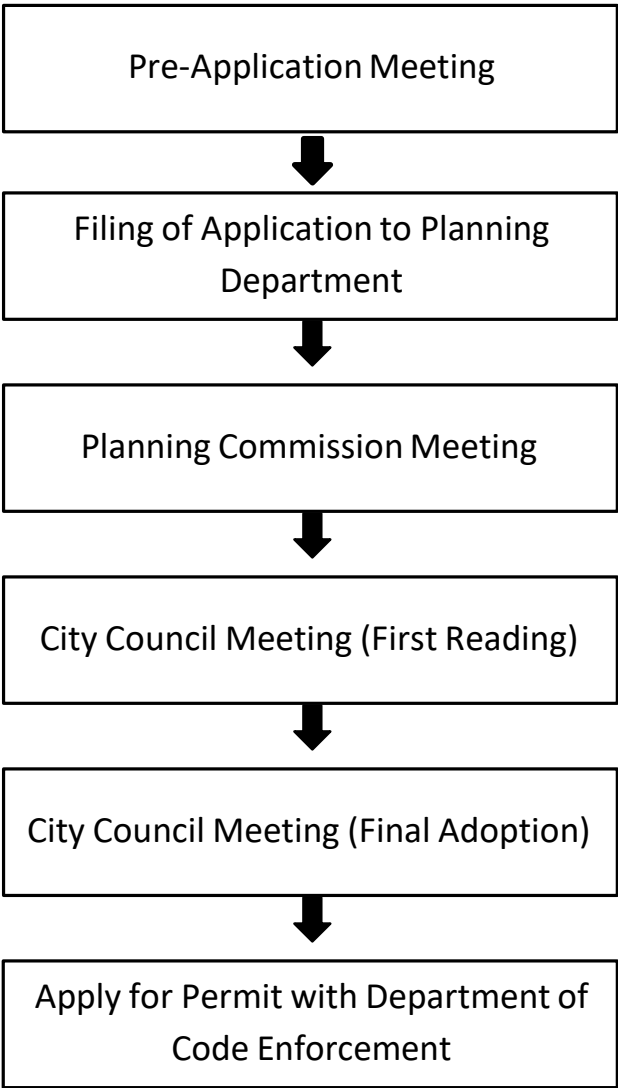 Pre-Application Meeting
Filing of Application to Planning
Department
Planning Commission Meeting
City Council Meeting (First Reading)
City Council Meeting (Final Adoption)
Apply for Permit with Department of
Code Enforcement